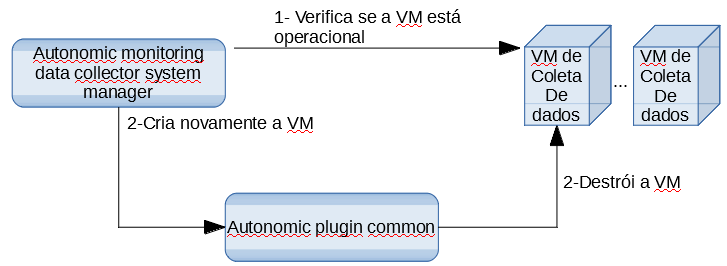 1- Verifica se a VM está
operacional
Autonomic monitoring
data collector system
manager
VM de
Coleta
De
dados
...
VM de
Coleta
De
dados
2-Cria novamente a VM
2-Destrói a VM
Autonomic plugin common